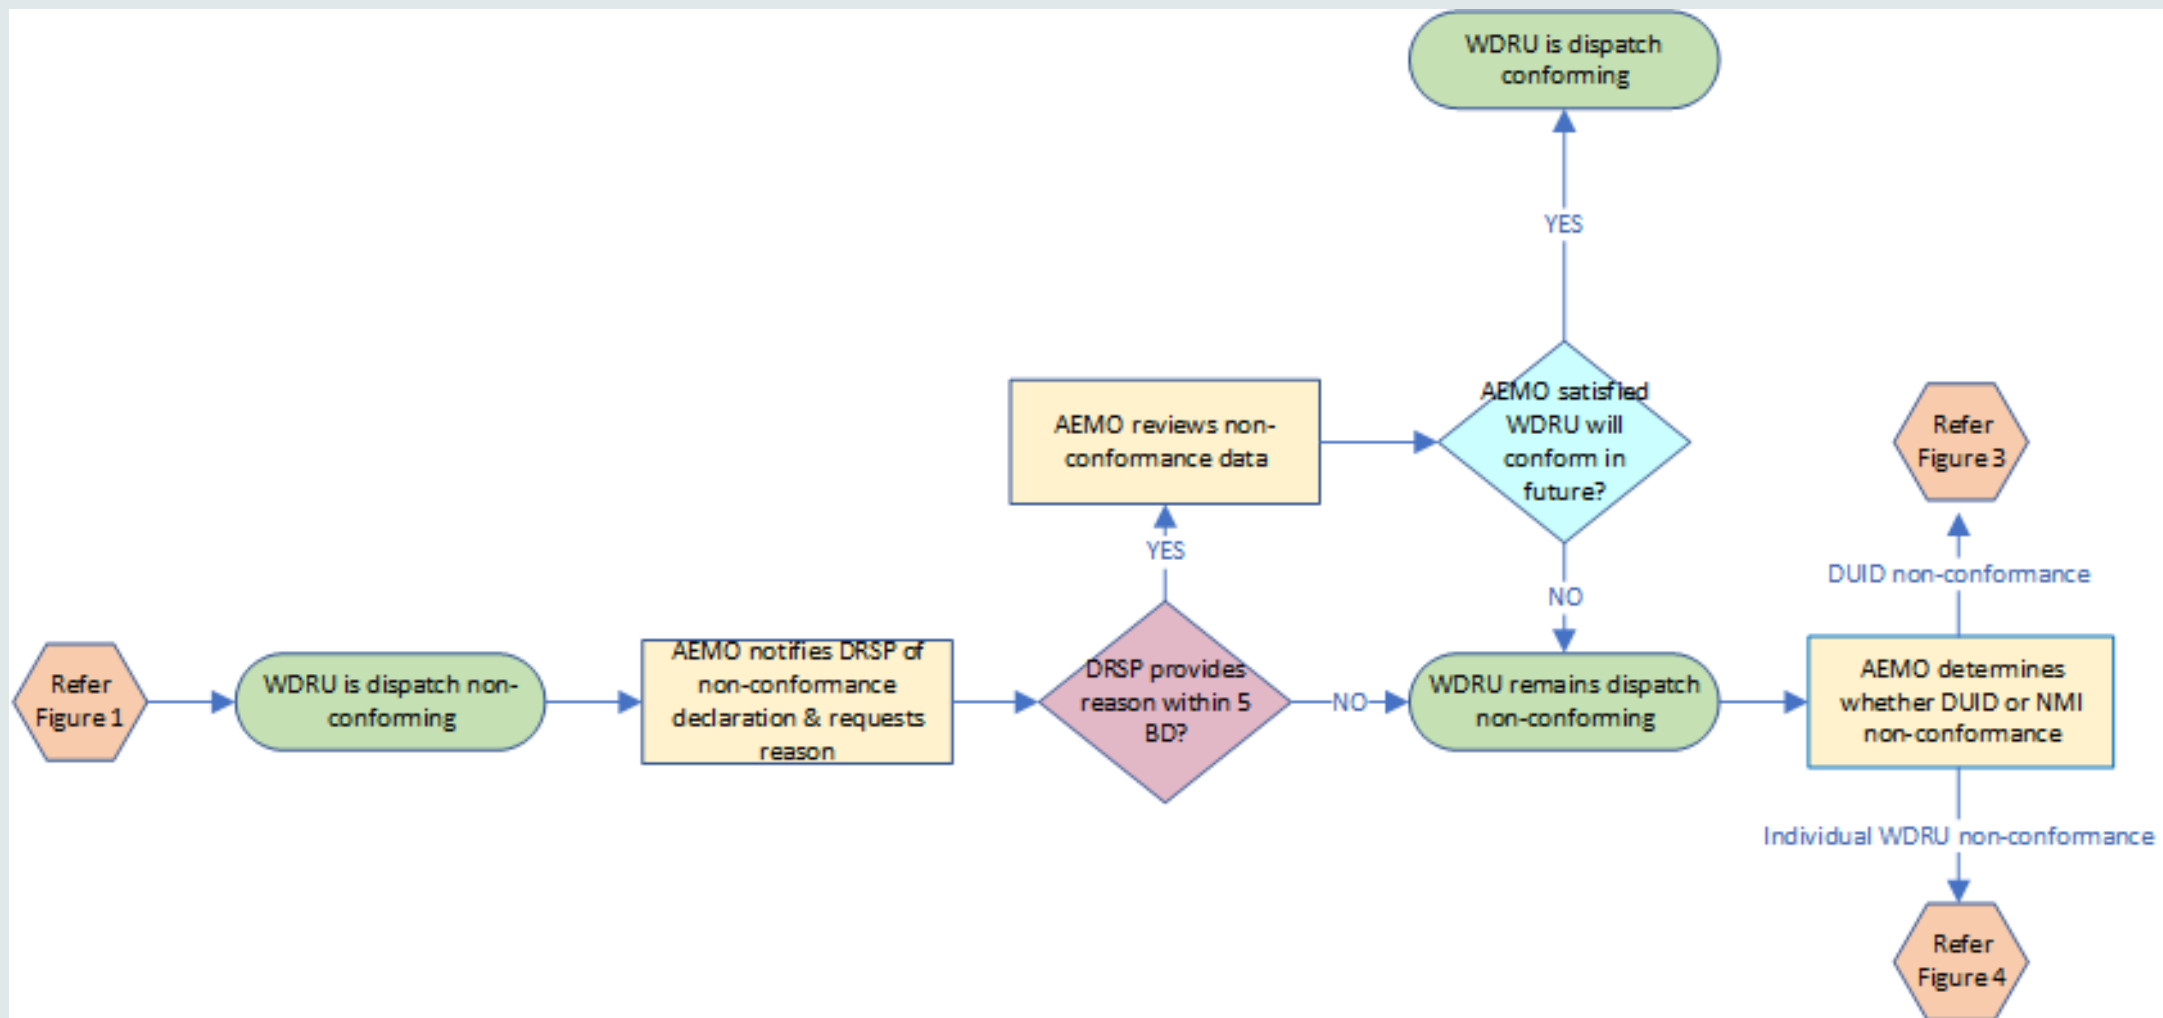 WDRU is dispatch
conforming
YES
AEMO reviews non-
conformance data
AEMO satisfied
WDRU will
conform in
future?
Refer
Figure 3
YES
NO
DUID non-conformance
Refer
Figure 1
WDRU is dispatch non-
conforming
AEMO notifies DRSP of
non-conformance
declaration & requests
reason
DRSP provides
reason within 5
BD?
NO
WDRU remains dispatch
non-conforming
AEMO determines
whether DUID or NMI
non-conformance
Individual WDRU non-conformance
Refer
Figure 4